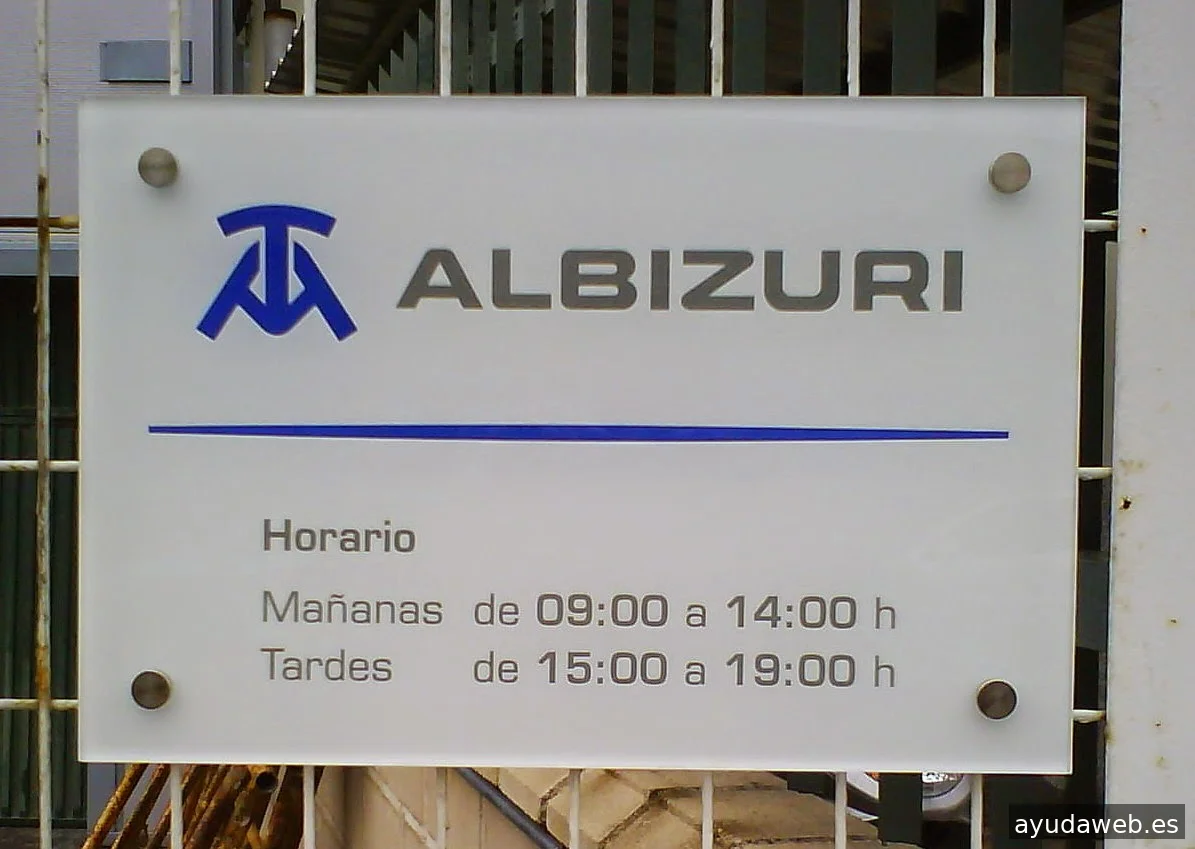 ALBIZURI
Horario
Mañanas de 09:00 a 14:00 h
Tardes de 15:00 a 19:00 h
ayudaweb.es